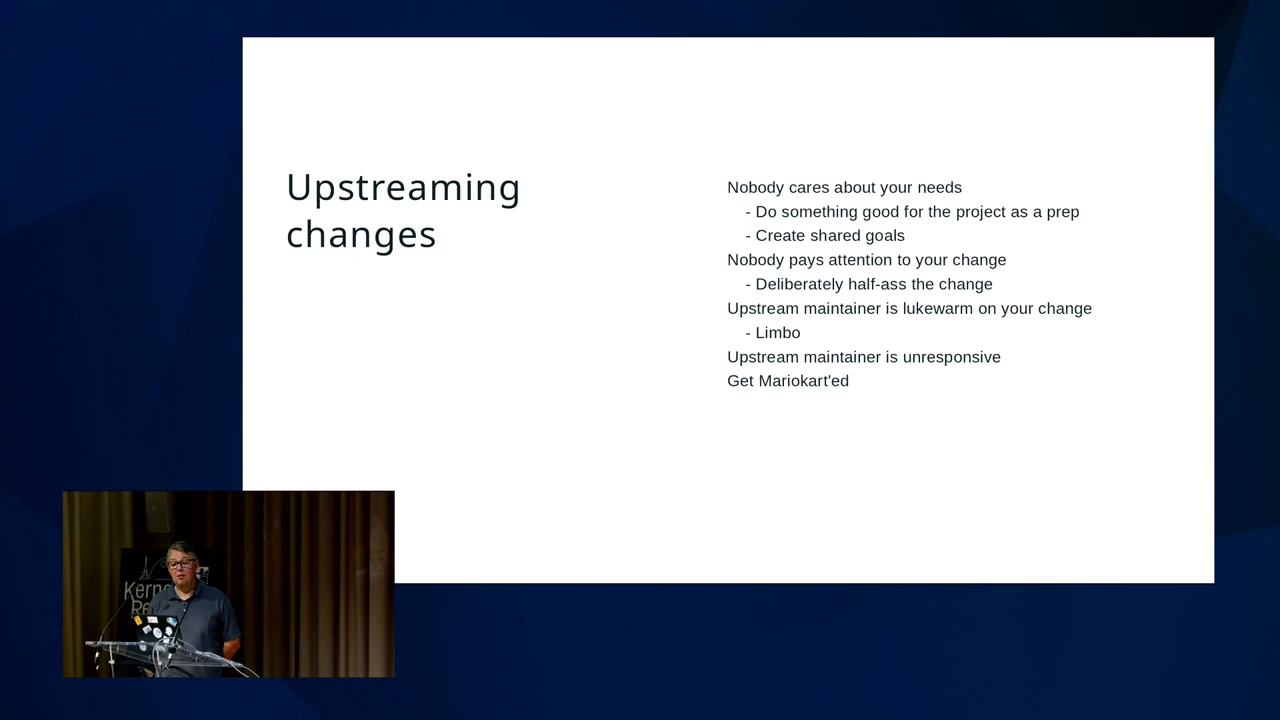 Upstreaming
changes
Nobody cares about your needs
- Do something good for the project as a prep
- Create shared goals
Nobody pays attention to your change
- Deliberately half-ass the change
Upstream maintainer is lukewarm on your change
- Limbo
Upstream maintainer is unresponsive
Get Mariokart'ed